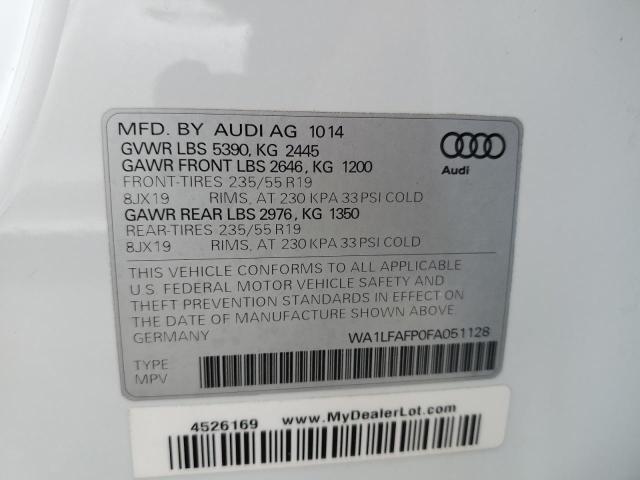 MFD. BY AUDI AG 10 14
GVWR LBS 5390, KG 2445
GAWR FRONT LBS 2646, KG 1200
FRONT-TIRES 235/55 R19
8JX19 RIMS, AT 230 KPA 33 PSI COLD
GAWR REAR LBS 2976, KG 1350
REAR-TIRES 235/55 R19
8JX19 RIMS, AT 230 KPA 33 PSI COLD
Audi
THIS VEHICLE CONFORMS TO ALL APPLICABLE
U.S. FEDERAL MOTOR VEHICLE SAFETY AND
THEFT PREVENTION STANDARDS IN EFFECT ON
THE DATE OF MANUFACTURE SHOWN ABOVE.
GERMANY WA1LFAFP0FA051128
TYPE
MPV
4526169 www.MyDealerLot.com